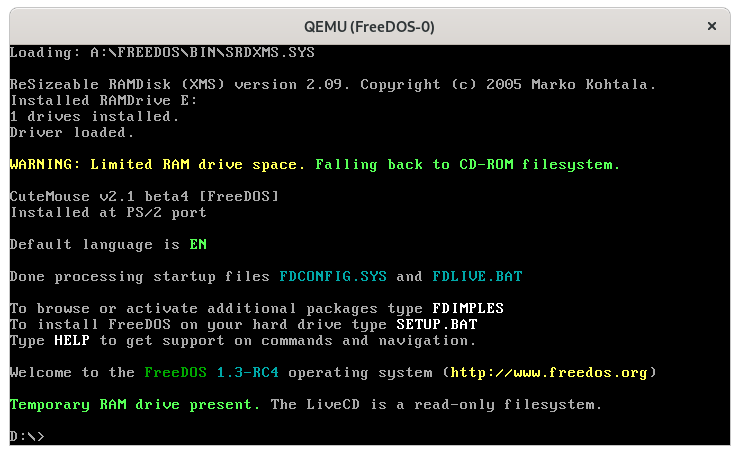 QEMU (FreeDOS-0)
×
Loading: A:\FREEDOS\BIN\SRDXMS.SYS
ReSizeable RAMDisk (XMS) version 2.09. Copyright (c) 2005 Marko Kohtala.
Installed RAMDrive E:
1 drives installed.
Driver loaded.
WARNING: Limited RAM drive space. Falling back to CD-ROM filesystem.
CuteMouse v2.1 beta4 [FreeDOS]
Installed at PS/2 port
Default language is EN
Done processing startup files FDCONFIG.SYS and FDLIVE.BAT
To browse or activate additional packages type FDIMPLES
To install FreeDOS on your hard drive type SETUP.BAT
Type HELP to get support on commands and navigation.
Welcome to the FreeDOS 1.3-RC4 operating system (http://www.freedos.org)
Temporary RAM drive present. The LiveCD is a read-only filesystem.
D:\>